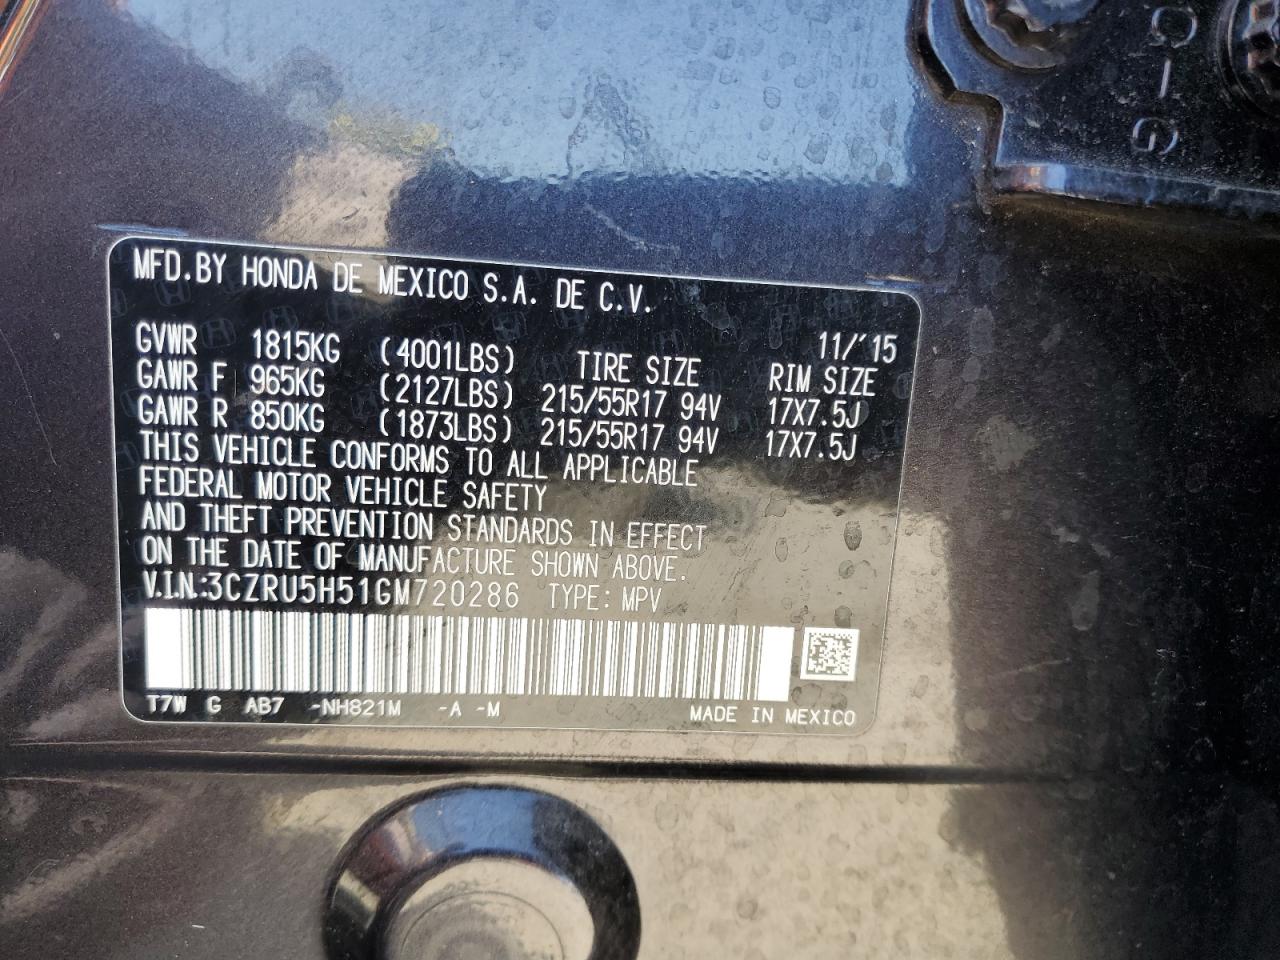 MFD.BY HONDA DE MEXICO S.A. DE C.V.
11/'15
GVWR 1815KG (4001LBS) TIRE SIZE RIM SIZE
GAWR F 965KG (2127LBS) 215/55R17 94V 17X7.5J
GAWR R 850KG (1873LBS) 215/55R17 94V 17X7.5J
THIS VEHICLE CONFORMS TO ALL APPLICABLE
FEDERAL MOTOR VEHICLE SAFETY
AND THEFT PREVENTION STANDARDS IN EFFECT
ON THE DATE OF MANUFACTURE SHOWN ABOVE.
V.I.N.:3CZRU5H51GM720286 TYPE: MPV
T7W G AB7 -NH821M -A -M MADE IN MEXICO